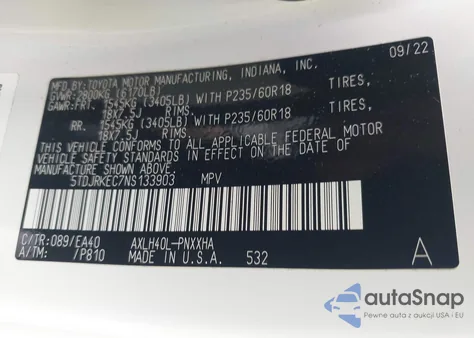 MFD.BY: TOYOTA MOTOR MANUFACTURING, INDIANA, INC. 09/22
GVWR: 2800KG (6170LB)
GAWR:FRT. 1545KG (3405LB) WITH P235/60R18 TIRES,
18X7.5J RIMS,
RR. 1545KG (3405LB) WITH P235/60R18 TIRES,
18X7.5J RIMS.
THIS VEHICLE CONFORMS TO ALL APPLICABLE FEDERAL MOTOR
VEHICLE SAFETY STANDARDS IN EFFECT ON THE DATE OF
MANUFACTURE SHOWN ABOVE.
5TDJRKEC7NS133903 MPV
C/TR:089/EA40 AXLH40L-PNXXHA
A/TM: /P810 MADE IN U.S.A. 532 A
autoSnap
Pewne auta z aukcji USA i EU